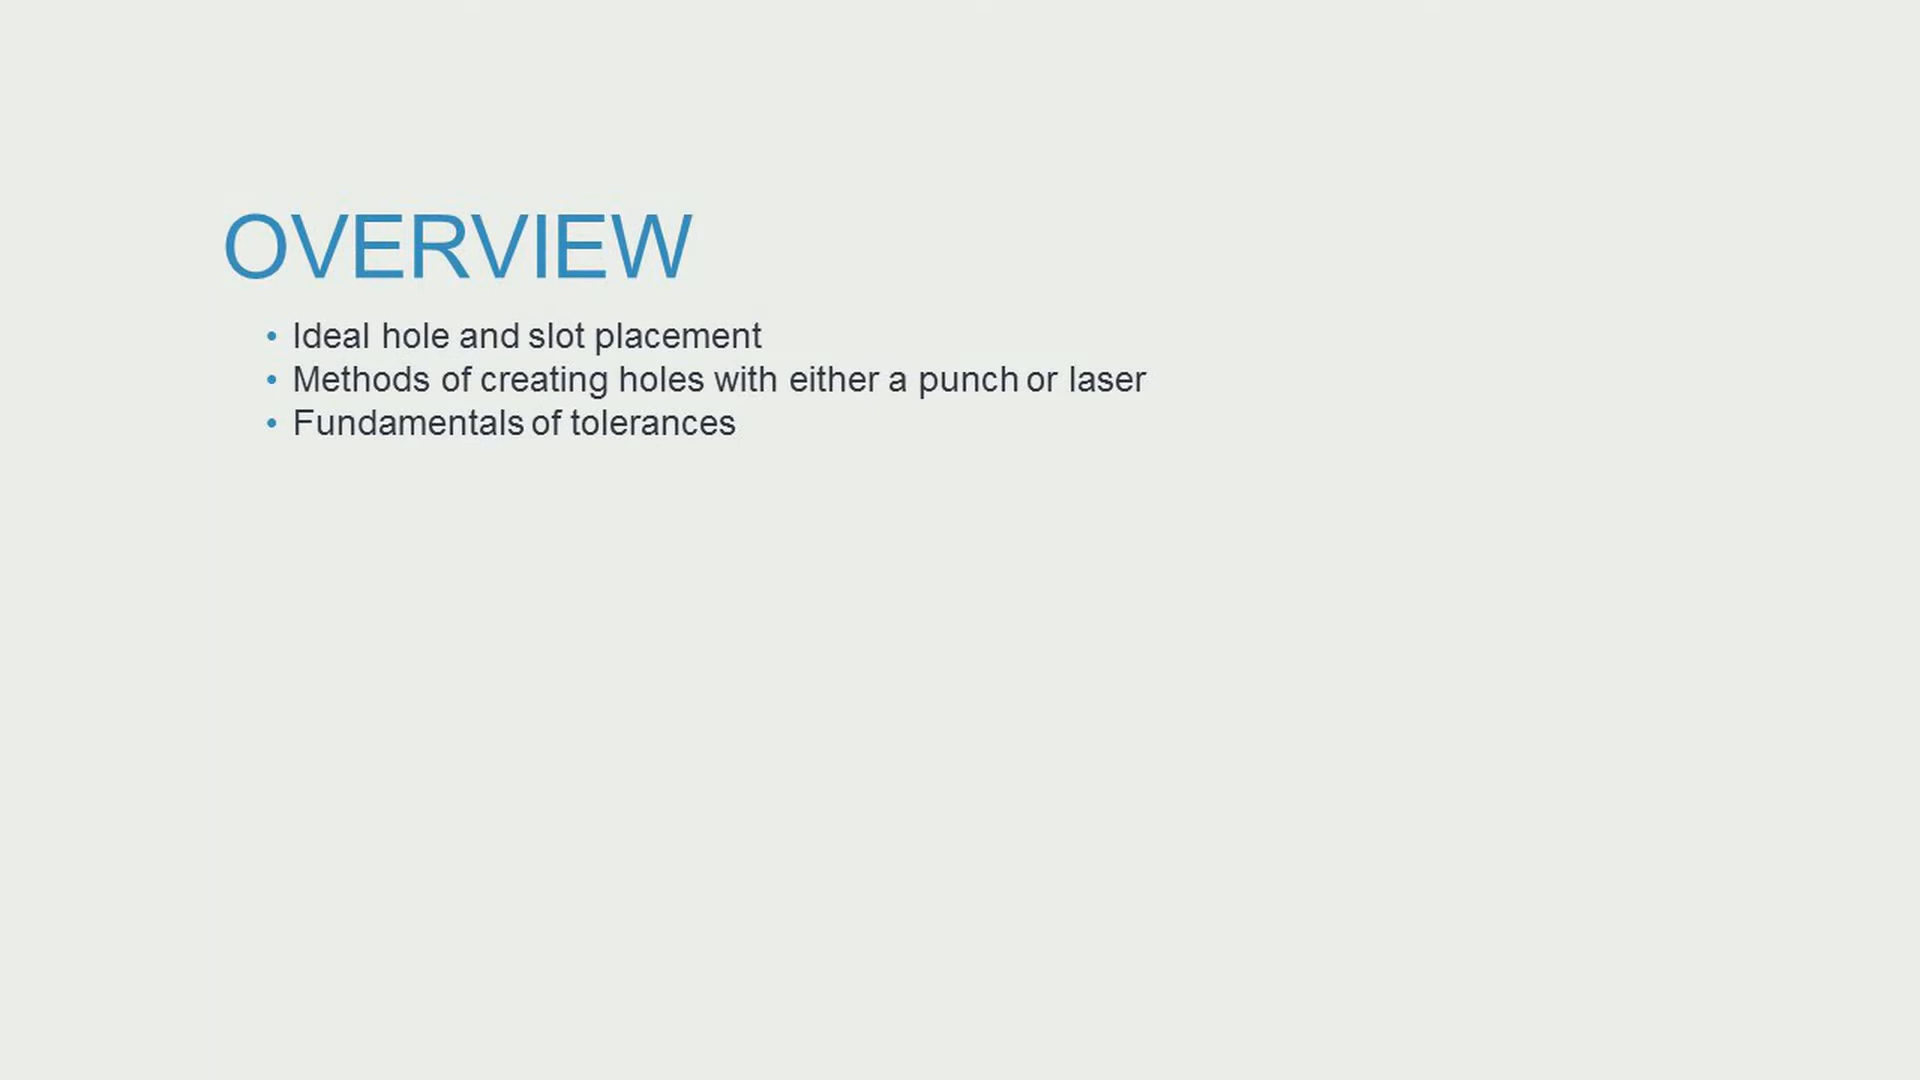 OVERVIEW
• Ideal hole and slot placement
• Methods of creating holes with either a punch or laser
• Fundamentals of tolerances